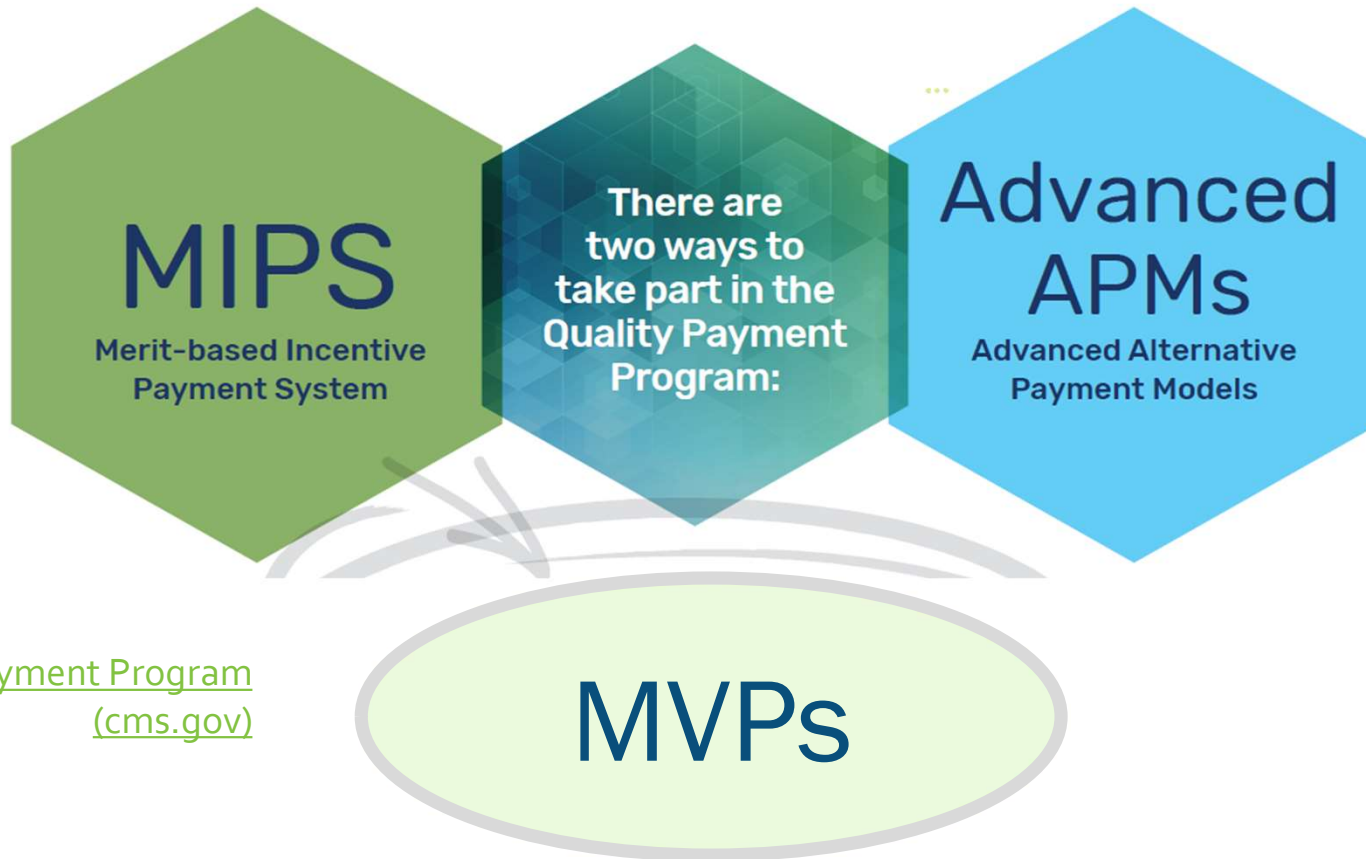 MIPS
Merit-based Incentive
Payment System
There are
two ways to
take part in the
Quality Payment
Program:
Advanced
APMs
Advanced Alternative
Payment Models
Program
(cms.gov)
MVPs